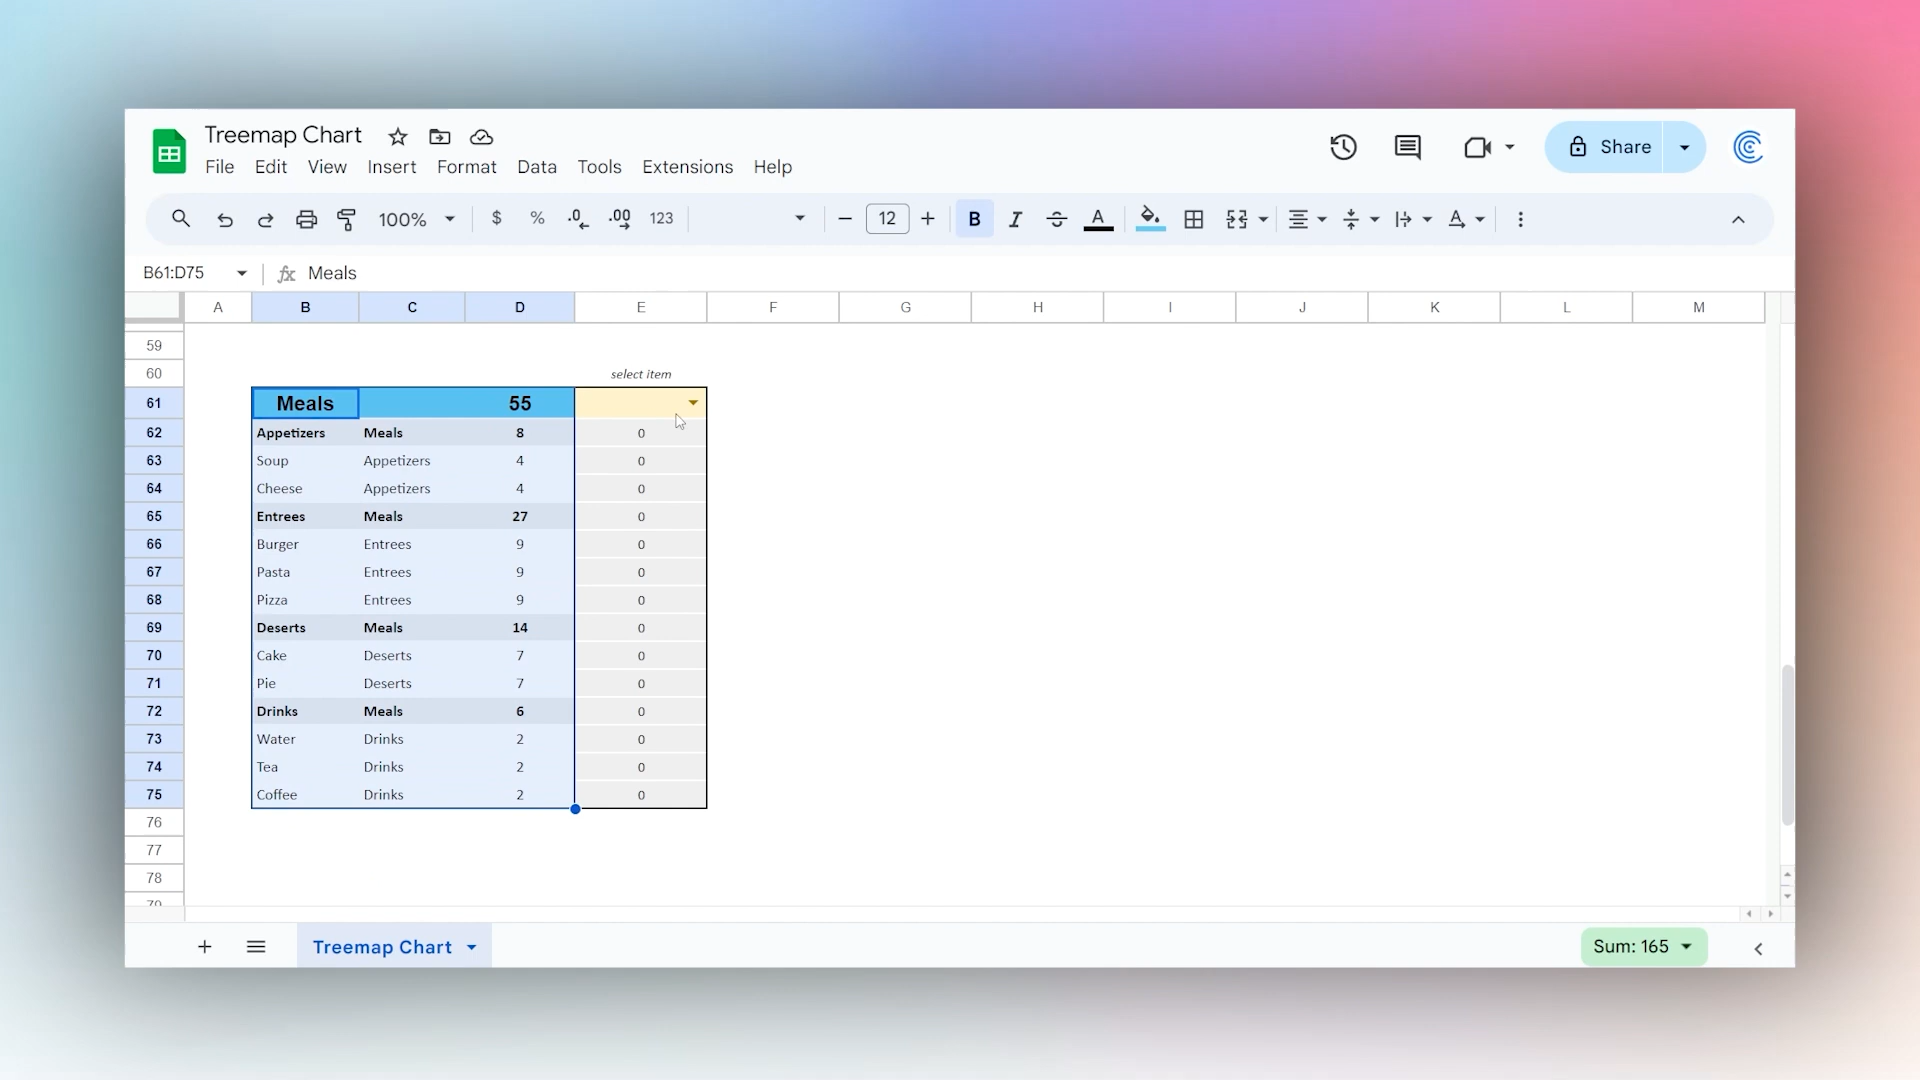 Treemap Chart
File Edit View Insert Format Data Tools Extensions Help
Share
100% $ % .0 .00 123 12 B I S A A
B61:D75 fx Meals
A B C D E F G H I J K L M
59
60 select item
61 Meals 55
62 Appetizers Meals 8 0
63 Soup Appetizers 4 0
64 Cheese Appetizers 4 0
65 Entrees Meals 27 0
66 Burger Entrees 9 0
67 Pasta Entrees 9 0
68 Pizza Entrees 9 0
69 Deserts Meals 14 0
70 Cake Deserts 7 0
71 Pie Deserts 7 0
72 Drinks Meals 6 0
73 Water Drinks 2 0
74 Tea Drinks 2 0
75 Coffee Drinks 2 0
76
77
78
79
Treemap Chart Sum: 165